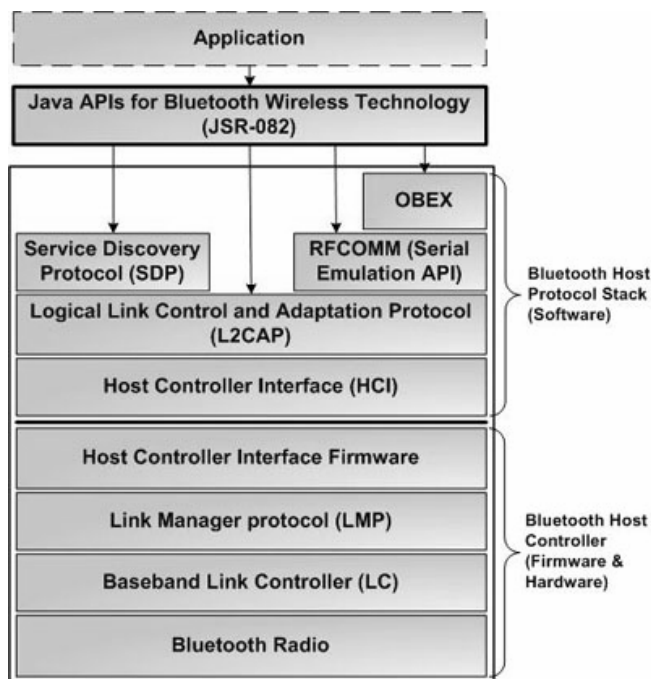 Application
Java APIs for Bluetooth Wireless Technology
(JSR-082)
OBEX
Service Discovery
Protocol (SDP)
RFCOMM (Serial
Emulation API)
Logical Link Control and Adaptation Protocol
(L2CAP)
Host Controller Interface (HCI)
Bluetooth Host
Protocol Stack
(Software)
Host Controller Interface Firmware
Link Manager protocol (LMP)
Baseband Link Controller (LC)
Bluetooth Radio
Bluetooth Host
Controller
(Firmware &
Hardware)